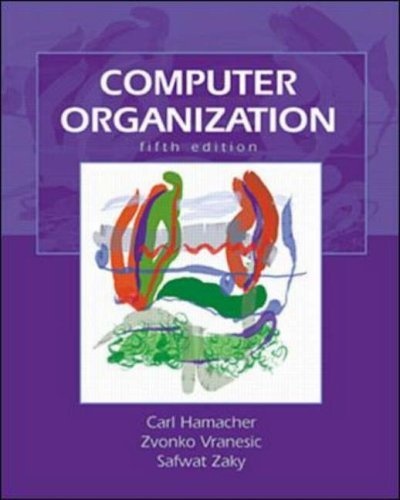 COMPUTER
ORGANIZATION
fifth edition
Carl Hamacher
Zvonko Vranesic
Safwat Zaky